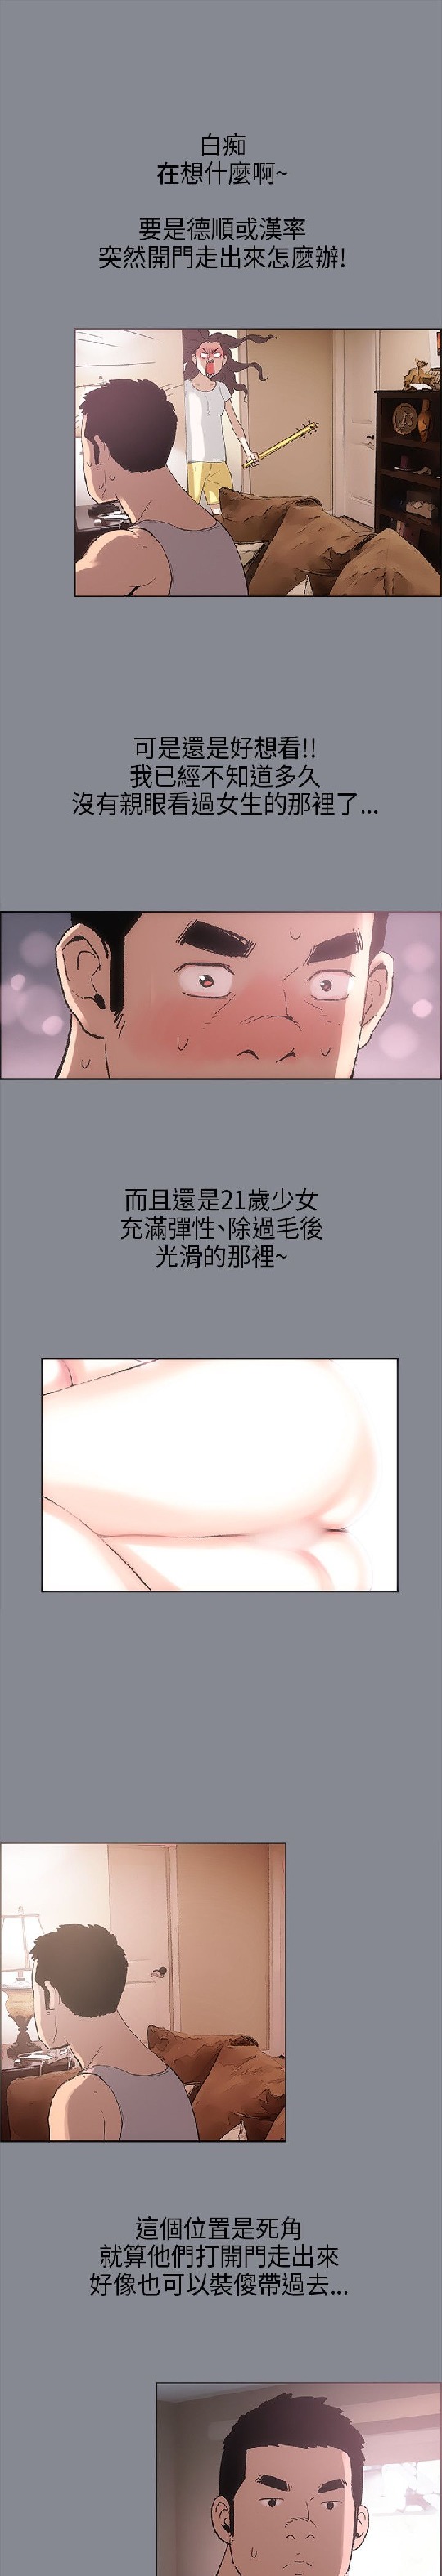 白痴
在想什麼啊~
要是德順或漢率
突然開門走出來怎麼辦!
可是還是好想看!!
我已經不知道多久
沒有親眼看過女生的那裡了...
而且還是21歲少女
充滿彈性、除過毛後
光滑的那裡~
這個位置是死角
就算他們打開門走出來
好像也可以裝傻帶過去...